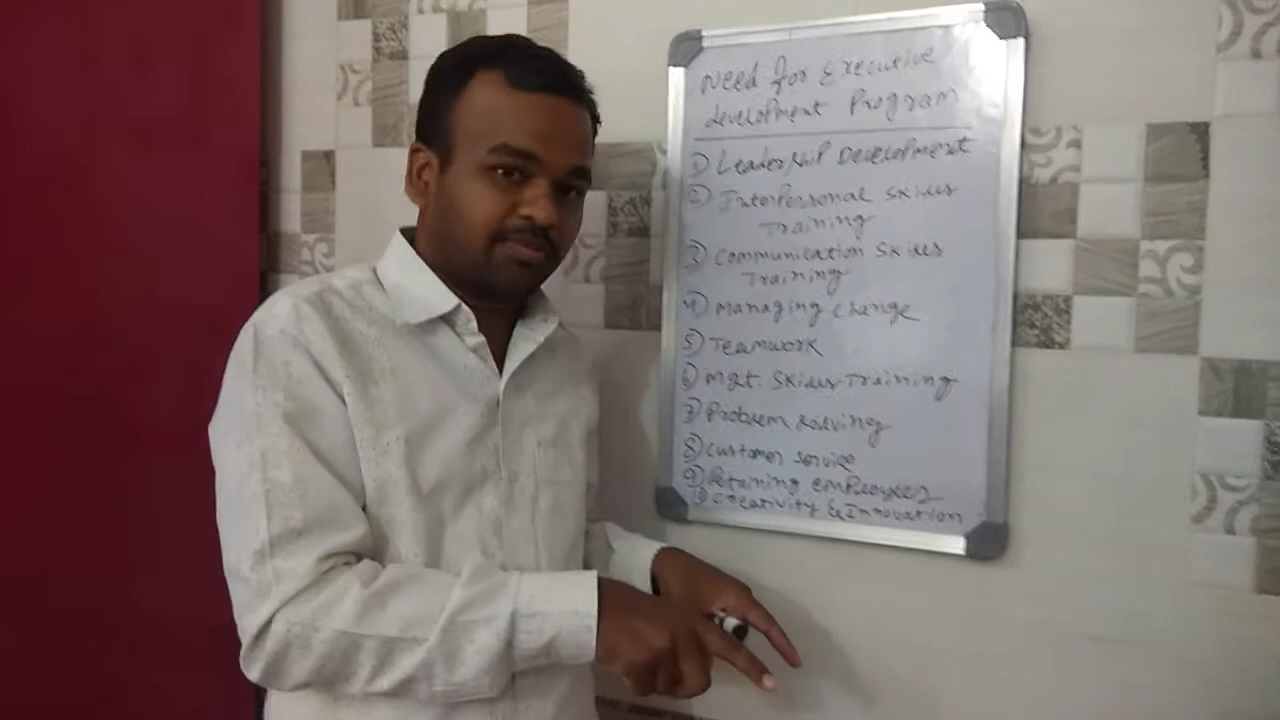 Need for Executive
development Program
1) Leadership Development
2) Interpersonal Skills
Training
3) Communication Skills
Training
4) Managing change
5) Teamwork
6) Mgt. Skills Training
7) Problem solving
8) customer service
9) Retaining employees
10) Creativity & Innovation